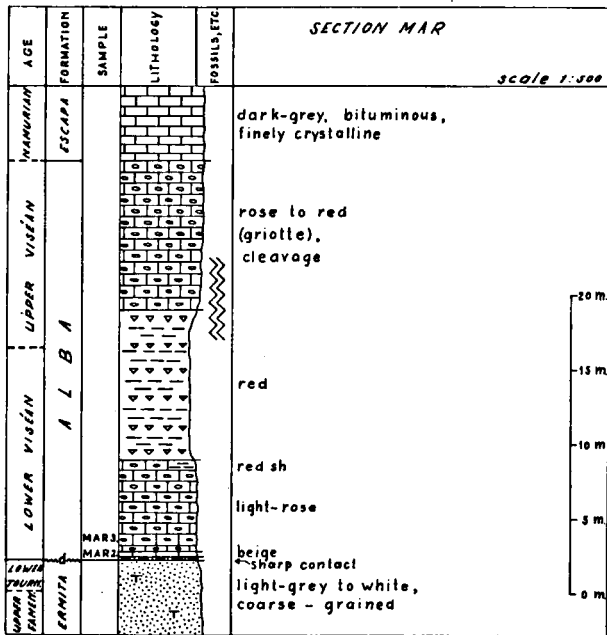 AGE
FORMATION
SAMPLE
LITHOLOGY
FOSSILS, ETC.
SECTION MAR
scale 1:500
NAMURIAN
ESCAPA
dark-grey, bituminous,
finely crystalline
UPPER VISÉAN
rose to red
(griotte),
cleavage
20 m.
ALBA
15 m.
red
10 m
LOWER VISÉAN
red sh
light-rose
5 m.
MAR3
MAR2
beige
d
sharp contact
LOWER
TOURN.
ERMITA
T
light-grey to white,
coarse - grained
0 m.
UPPER
FAMEN.
T